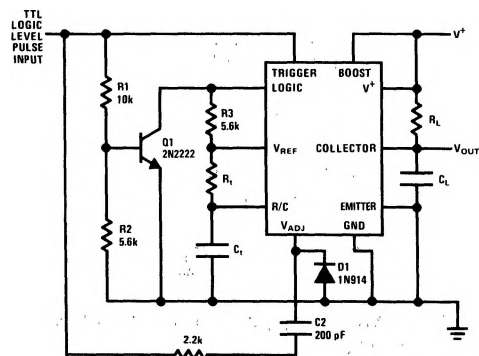 TTL
LOGIC
LEVEL
PULSE
INPUT
R1
10k
Q1
2N2222
R2
5.6k
R3
5.6k
Rt
Ct
TRIGGER
BOOST
LOGIC
V+
VREF
COLLECTOR
R/C
EMITTER
VADJ
GND
V+
RL
VOUT
CL
D1
1N914
C2
200 pF
2.2k